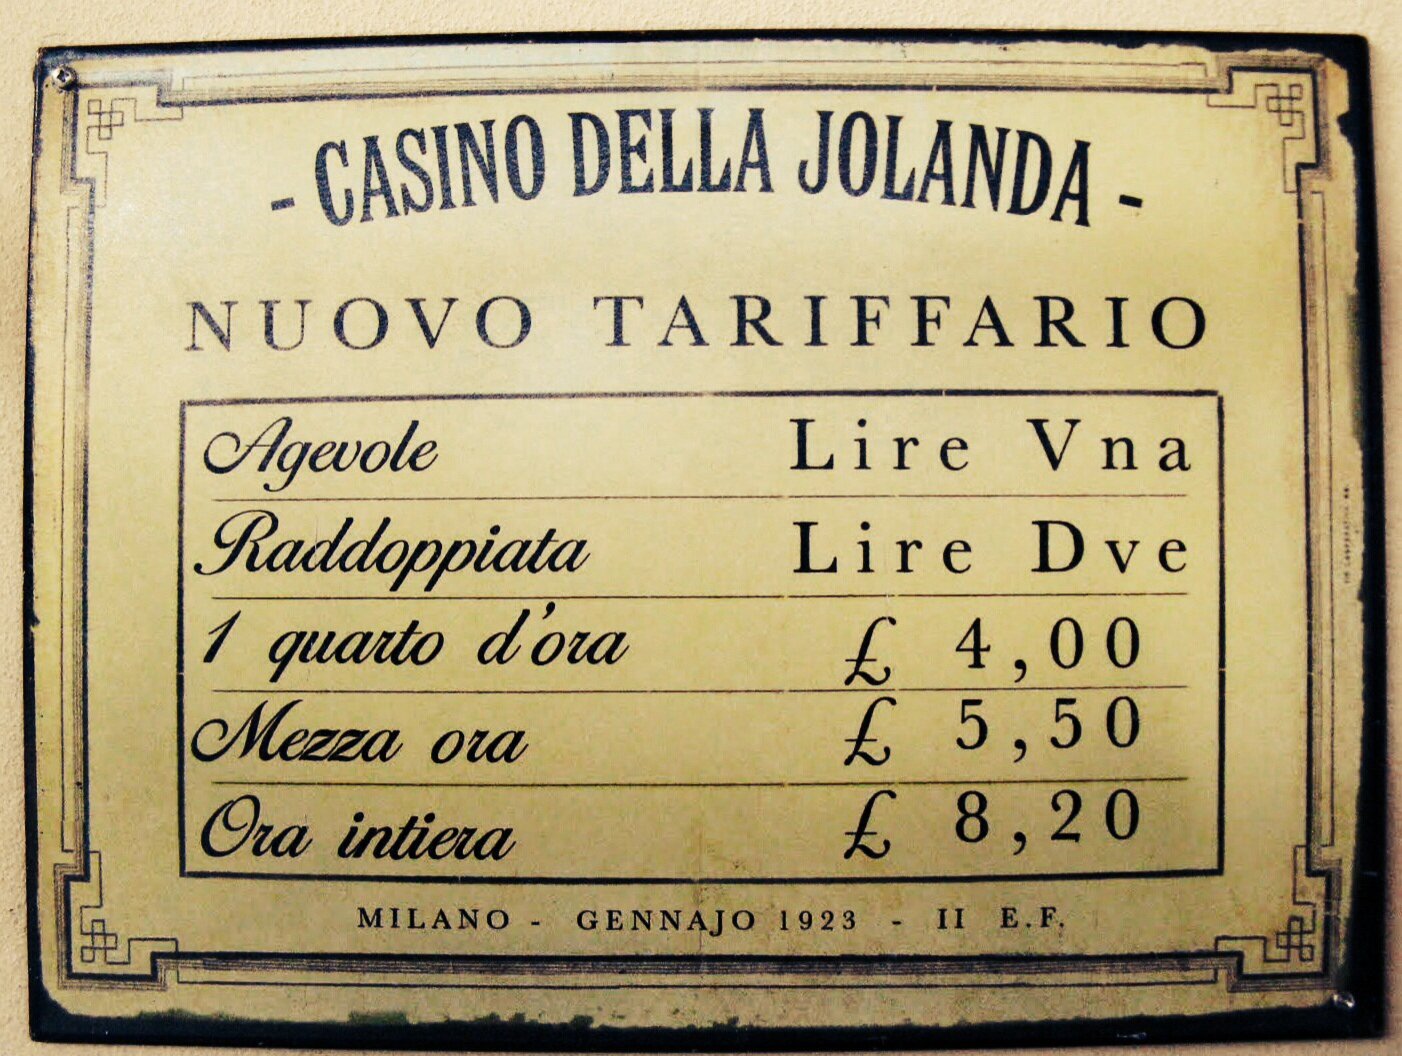 - CASINO DELLA JOLANDA -
NUOVO TARIFFARIO
Agevole Lire Vna
Raddoppiata Lire Dve
1 quarto d'ora £ 4,00
Mezza ora £ 5,50
Ora intiera £ 8,20
MILANO - GENNAJO 1923 - II E.F.